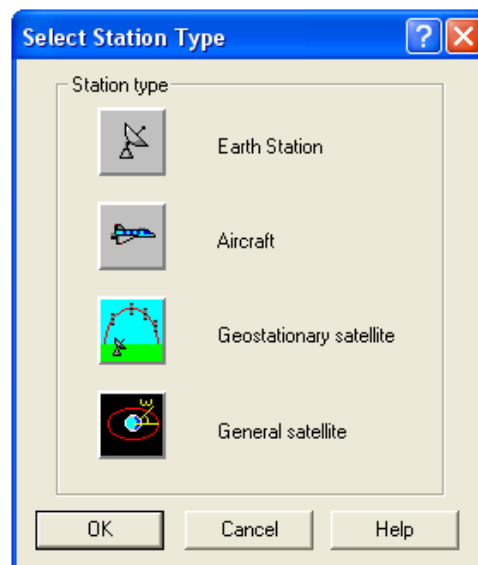 Select Station Type
Station type
Earth Station
Aircraft
Geostationary satellite
General satellite
OK Cancel Help